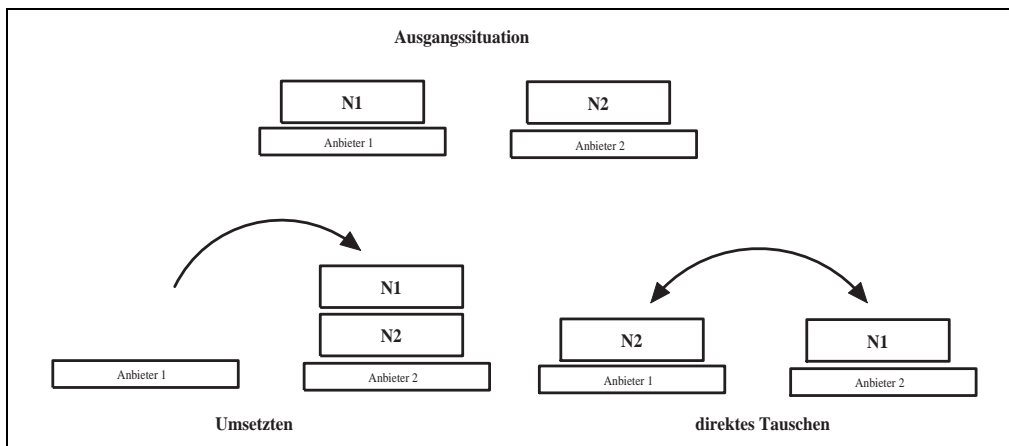 Ausgangssituation
N1
N2
Anbieter 1
Anbieter 2
N1
N2
Anbieter 1
Anbieter 2
Umsetzten
N2
N1
Anbieter 1
Anbieter 2
direktes Tauschen